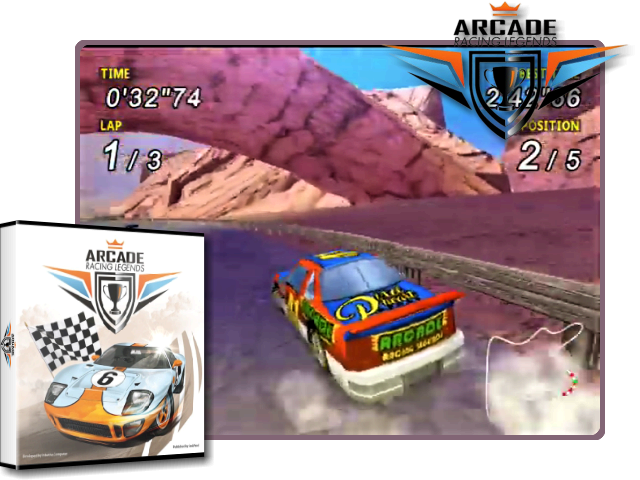 ARCADE
RACING LEGENDS
TIME
0'32"74
BEST
LAP
1/3
POSITION
2/5
ARCADE
RACING LEGENDS
6
ARCADE
RACING LEGENDS